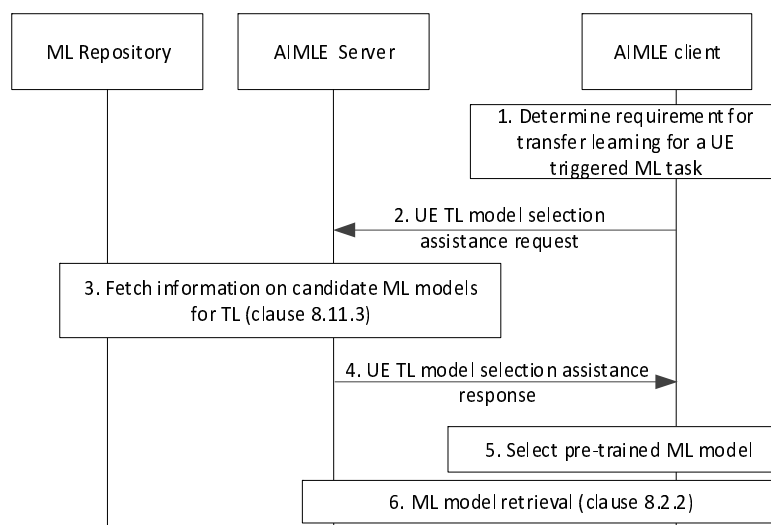 ML Repository
AIMLE Server
AIMLE client
1. Determine requirement for
transfer learning for a UE
triggered ML task
2. UE TL model selection
assistance request
3. Fetch information on candidate ML models
for TL (clause 8.11.3)
4. UE TL model selection assistance
response
5. Select pre-trained ML model
6. ML model retrieval (clause 8.2.2)